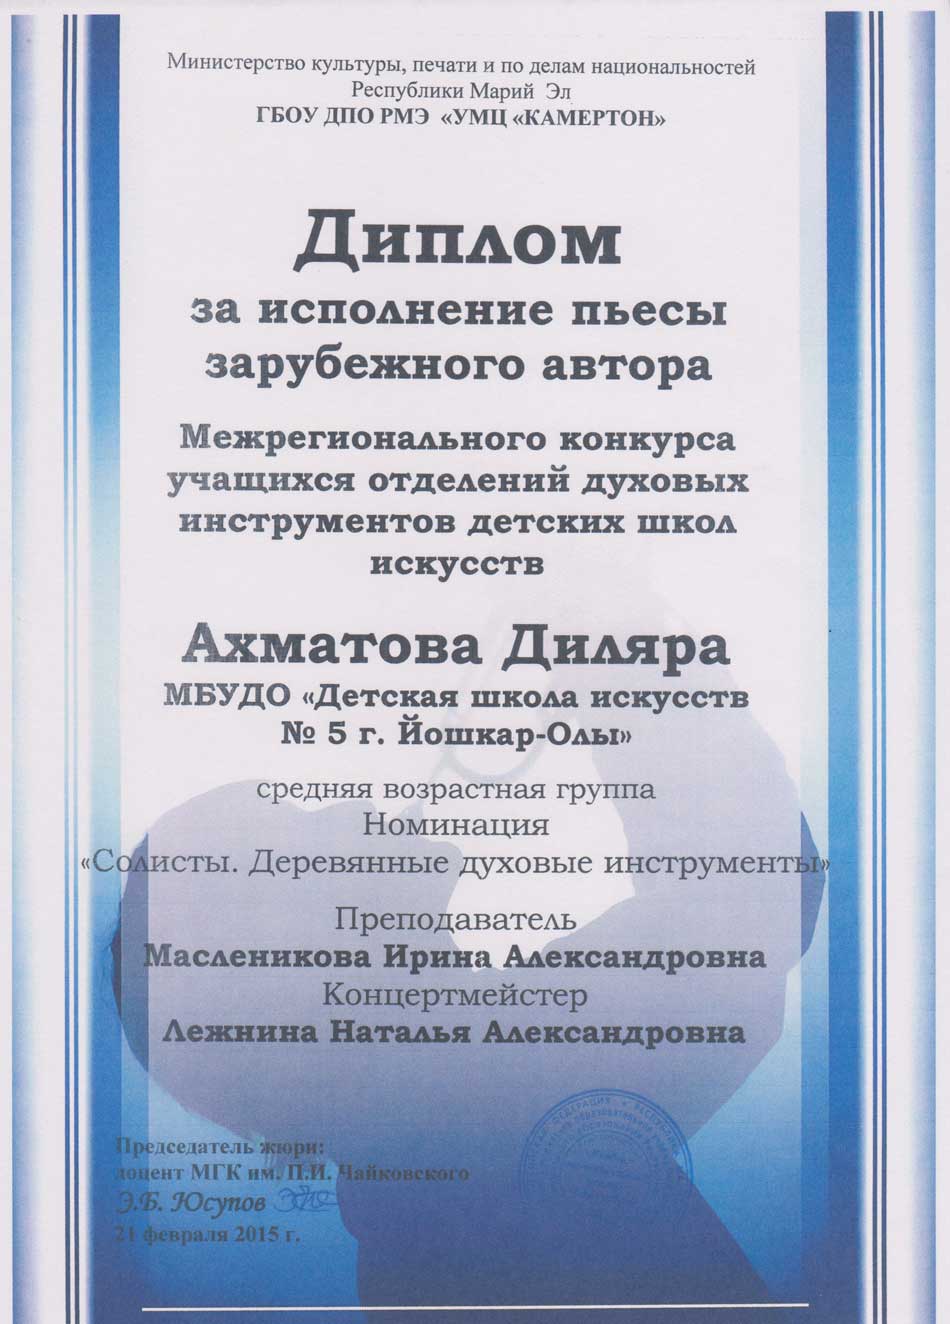 Министерство культуры, печати и по делам национальностей
Республики Марий Эл
ГБОУ ДПО РМЭ «УМЦ «КАМЕРТОН»
Диплом
за исполнение пьесы
зарубежного автора
Межрегионального конкурса
учащихся отделений духовых
инструментов детских школ
искусств
Ахматова Диляра
МБУДО «Детская школа искусств
№ 5 г. Йошкар-Олы»
средняя возрастная группа
Номинация
«Солисты. Деревянные духовые инструменты»
Преподаватель
Масленикова Ирина Александровна
Концертмейстер
Лежнина Наталья Александровна
Председатель жюри:
доцент МГК им. П.И. Чайковского
Э.Б. Юсупов
21 февраля 2015 г.